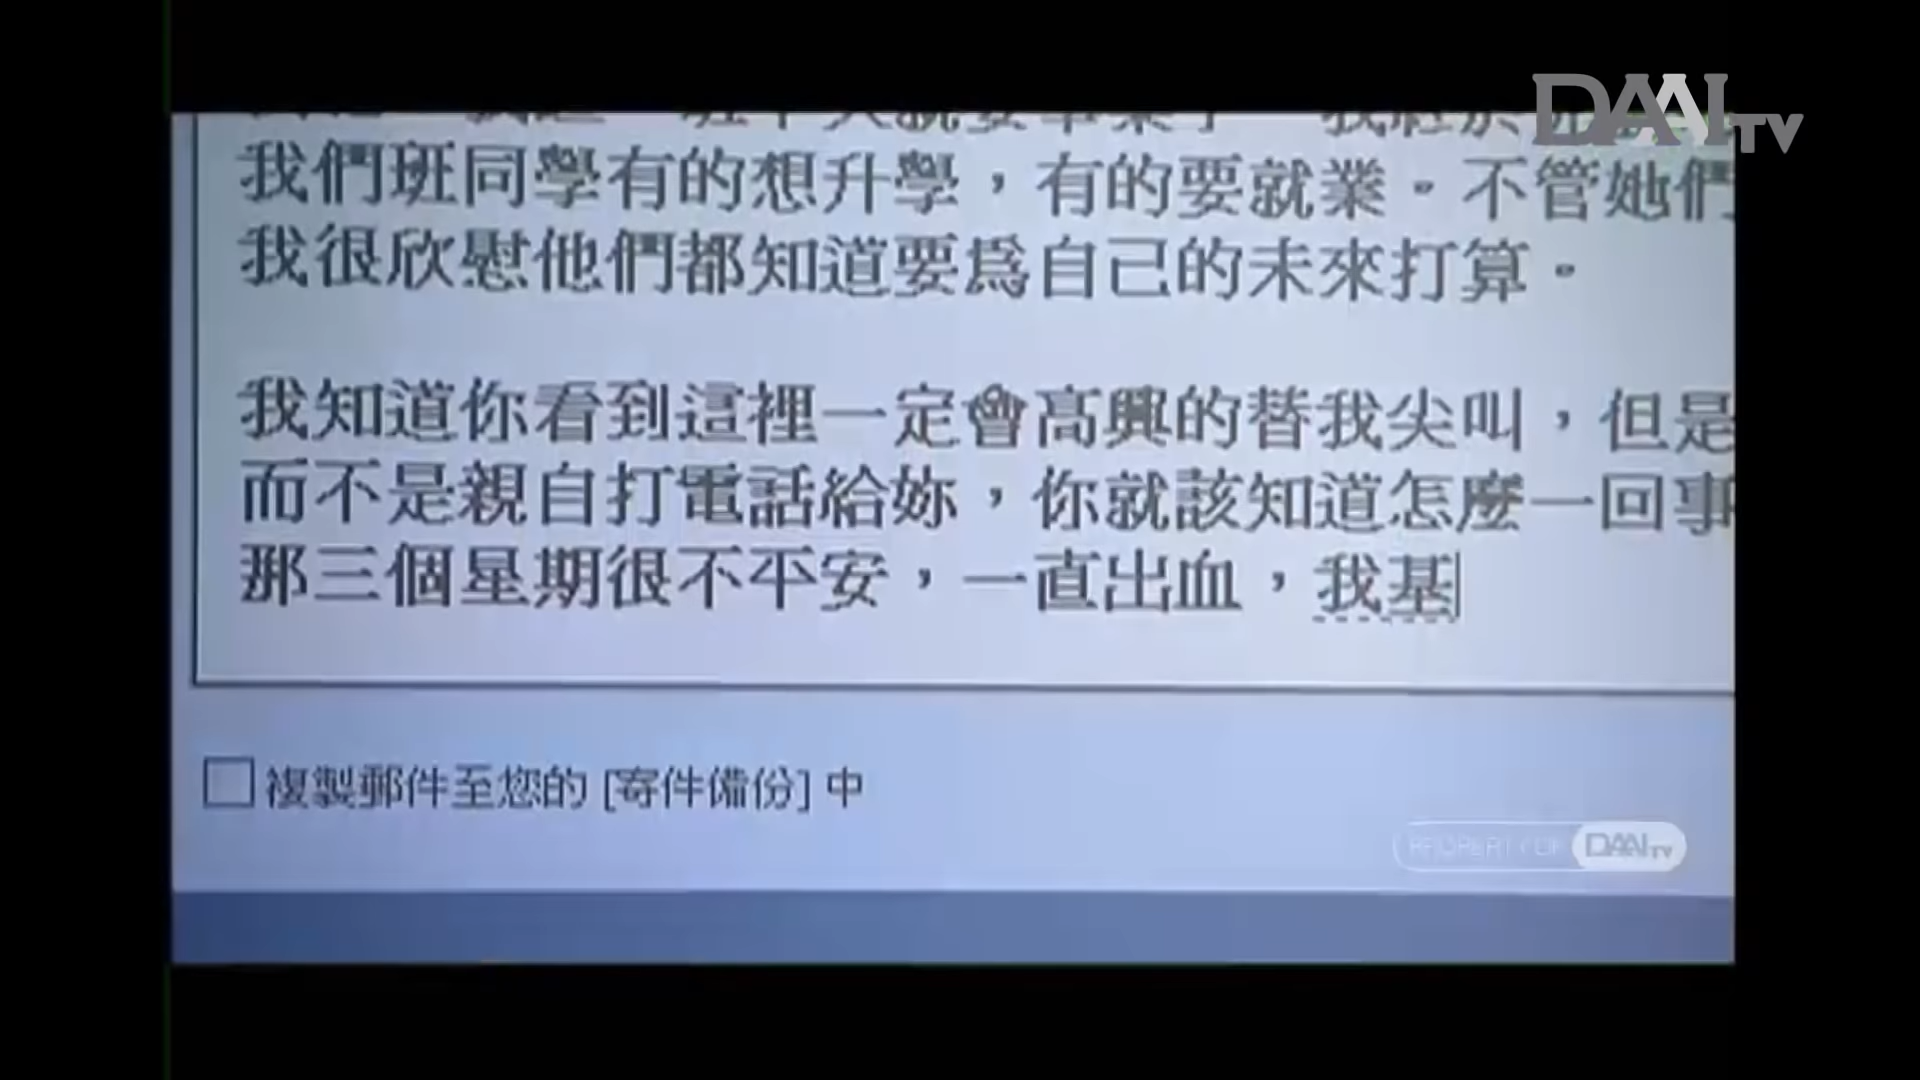 DAAI TV
我們班同學有的想升學，有的要就業。不管她們
我很欣慰他們都知道要為自己的未來打算。
我知道你看到這裡一定會高興的替我尖叫，但是
而不是親自打電話給妳，你就該知道怎麼一回事
那三個星期很不平安，一直出血，我基
複製郵件至您的 [寄件備份] 中
PROPERTY OF DAAI TV